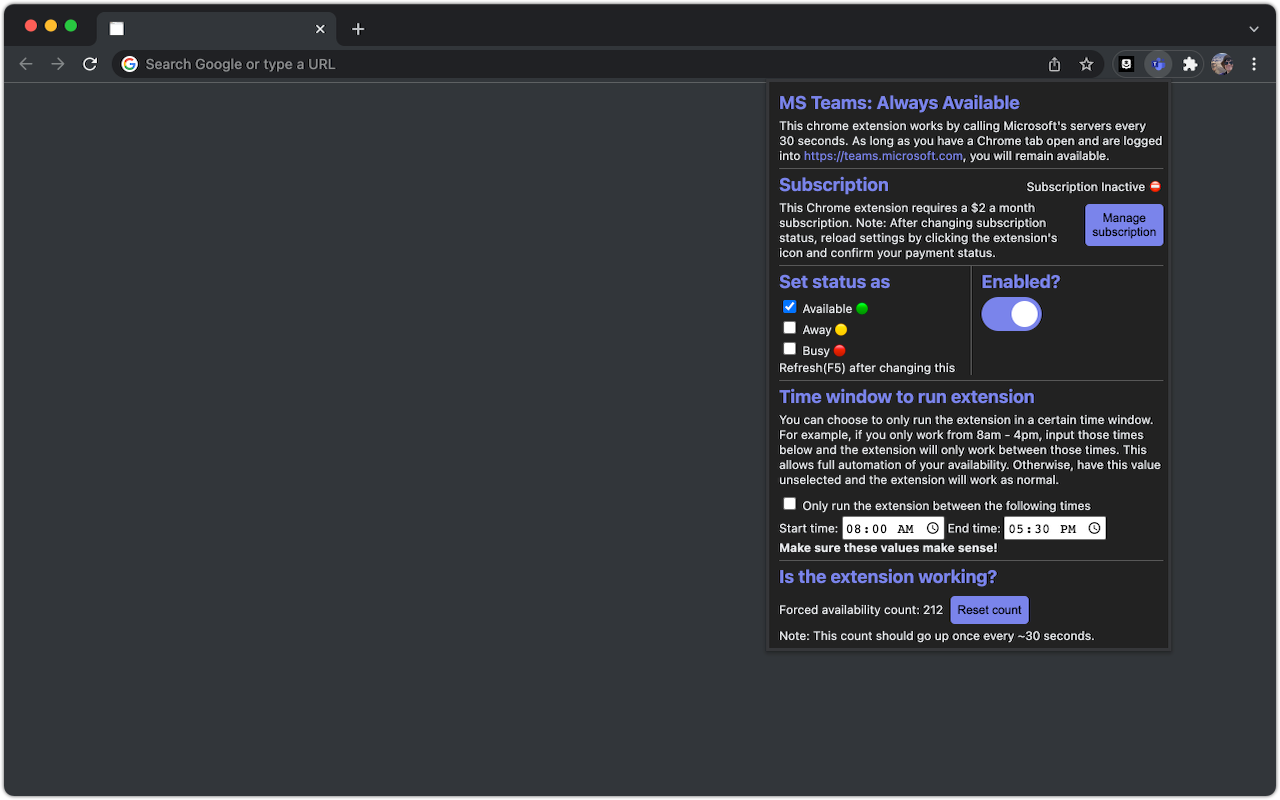 Search Google or type a URL
MS Teams: Always Available
This chrome extension works by calling Microsoft's servers every
30 seconds. As long as you have a Chrome tab open and are logged
into https://teams.microsoft.com, you will remain available.
Subscription
Subscription Inactive
This Chrome extension requires a $2 a month
subscription. Note: After changing subscription
status, reload settings by clicking the extension's
icon and confirm your payment status.
Manage
subscription
Set status as
Available
Away
Busy
Refresh(F5) after changing this
Enabled?
Time window to run extension
You can choose to only run the extension in a certain time window.
For example, if you only work from 8am - 4pm, input those times
below and the extension will only work between those times. This
allows full automation of your availability. Otherwise, have this value
unselected and the extension will work as normal.
Only run the extension between the following times
Start time: 08:00 AM End time: 05:30 PM
Make sure these values make sense!
Is the extension working?
Forced availability count: 212 Reset count
Note: This count should go up once every ~30 seconds.